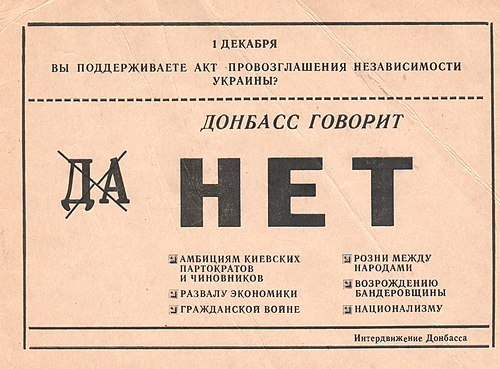 1 ДЕКАБРЯ
ВЫ ПОДДЕРЖИВАЕТЕ АКТ ПРОВОЗГЛАШЕНИЯ НЕЗАВИСИМОСТИ
УКРАИНЫ?
ДОНБАСС ГОВОРИТ
ДА НЕТ
АМБИЦИЯМ КИЕВСКИХ
ПАРТОКРАТОВ
И ЧИНОВНИКОВ
РАЗВАЛУ ЭКОНОМИКИ
ГРАЖДАНСКОЙ ВОЙНЕ
РОЗНИ МЕЖДУ
НАРОДАМИ
ВОЗРОЖДЕНИЮ
БАНДЕРОВЩИНЫ
НАЦИОНАЛИЗМУ
Интердвижение Донбасса